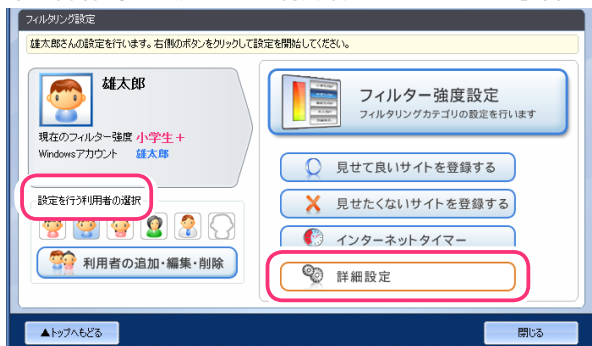 フィルタリング設定
雄太郎さんの設定を行います。右側のボタンをクリックして設定を開始してください。
雄太郎
現在のフィルター強度 小学生+
Windowsアカウント 雄太郎
設定を行う利用者の選択
利用者の追加・編集・削除
フィルター強度設定
フィルタリングカテゴリの設定を行います
見せて良いサイトを登録する
見せたくないサイトを登録する
インターネットタイマー
詳細設定
▲トップへもどる
閉じる